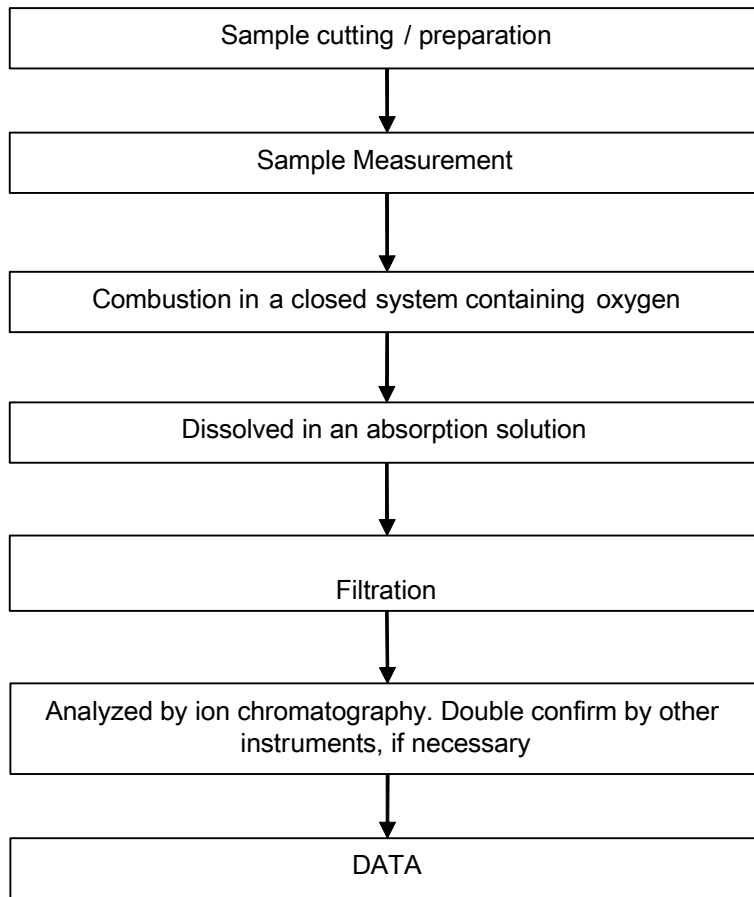 Sample cutting / preparation
Sample Measurement
Combustion in a closed system containing oxygen
Dissolved in an absorption solution
Filtration
Analyzed by ion chromatography. Double confirm by other
instruments, if necessary
DATA